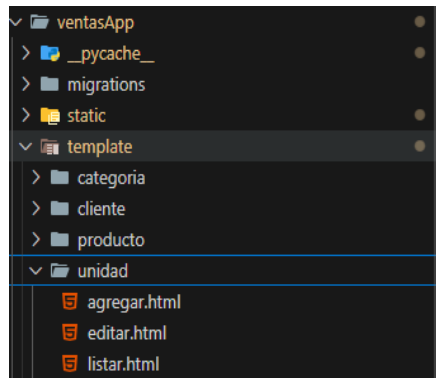 ventasApp
__pycache__
migrations
static
template
categoria
cliente
producto
unidad
agregar.html
editar.html
listar.html